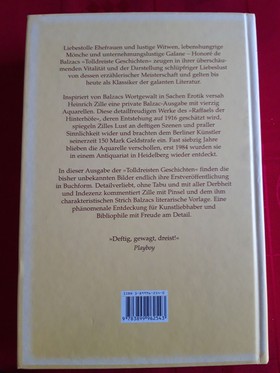 Liebestolle Ehefrauen und lustige Witwen, lebenshungrige
Mönche und unternehmungslustige Galane – Honoré de
Balzacs »Tolldreiste Geschichten« zeugen in ihrer überschäu-
menden Vitalität und der Darstellung schlüpfriger Liebeslust
von dessen erzählerischer Meisterschaft und gelten bis
heute als Klassiker der galanten Literatur.
Inspiriert von Balzacs Wortgewalt in Sachen Erotik versah
Heinrich Zille eine private Balzac-Ausgabe mit vierzig
Aquarellen. Diese detailfreudigen Werke des »Raffaels der
Hinterhöfe«, deren Entstehung auf 1916 geschätzt wird,
spiegeln Zilles Lust an deftigen Szenen und praller
Sinnlichkeit wider und brachten dem Berliner Künstler
seinerzeit 150 Mark Geldstrafe ein. Fast siebzig Jahre
blieben die Aquarelle verschollen, erst 1984 wurden sie
in einem Antiquariat in Heidelberg wieder entdeckt.
In dieser Ausgabe der »Tolldreisten Geschichten« finden die
bisher unbekannten Bilder endlich ihre Erstveröffentlichung
in Buchform. Detailverliebt, ohne Tabu und mit aller Derbheit
und Indezenz kommentiert Zille mit Pinsel und dem ihm
charakteristischen Strich Balzacs literarische Vorlage. Eine
phänomenale Entdeckung für Kunstliebhaber und
Bibliophile mit Freude am Detail.
»Deftig, gewagt, dreist!«
Playboy